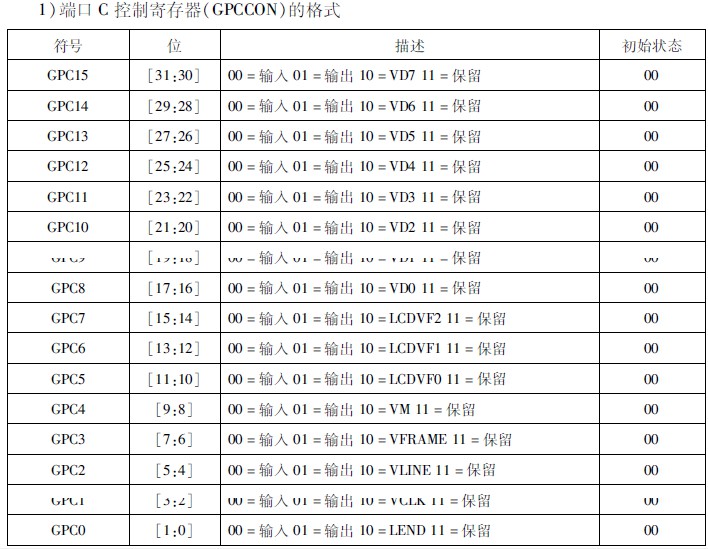 1)端口 C 控制寄存器(GPCCON)的格式
符号 位 描述 初始状态
GPC15 [31:30] 00 = 输入 01 = 输出 10 = VD7 11 = 保留 00
GPC14 [29:28] 00 = 输入 01 = 输出 10 = VD6 11 = 保留 00
GPC13 [27:26] 00 = 输入 01 = 输出 10 = VD5 11 = 保留 00
GPC12 [25:24] 00 = 输入 01 = 输出 10 = VD4 11 = 保留 00
GPC11 [23:22] 00 = 输入 01 = 输出 10 = VD3 11 = 保留 00
GPC10 [21:20] 00 = 输入 01 = 输出 10 = VD2 11 = 保留 00
GPC9 [19:18] 00 = 输入 01 = 输出 10 = VD1 11 = 保留 00
GPC8 [17:16] 00 = 输入 01 = 输出 10 = VD0 11 = 保留 00
GPC7 [15:14] 00 = 输入 01 = 输出 10 = LCDVF2 11 = 保留 00
GPC6 [13:12] 00 = 输入 01 = 输出 10 = LCDVF1 11 = 保留 00
GPC5 [11:10] 00 = 输入 01 = 输出 10 = LCDVF0 11 = 保留 00
GPC4 [9:8] 00 = 输入 01 = 输出 10 = VM 11 = 保留 00
GPC3 [7:6] 00 = 输入 01 = 输出 10 = VFRAME 11 = 保留 00
GPC2 [5:4] 00 = 输入 01 = 输出 10 = VLINE 11 = 保留 00
GPC1 [3:2] 00 = 输入 01 = 输出 10 = VCLK 11 = 保留 00
GPC0 [1:0] 00 = 输入 01 = 输出 10 = LEND 11 = 保留 00